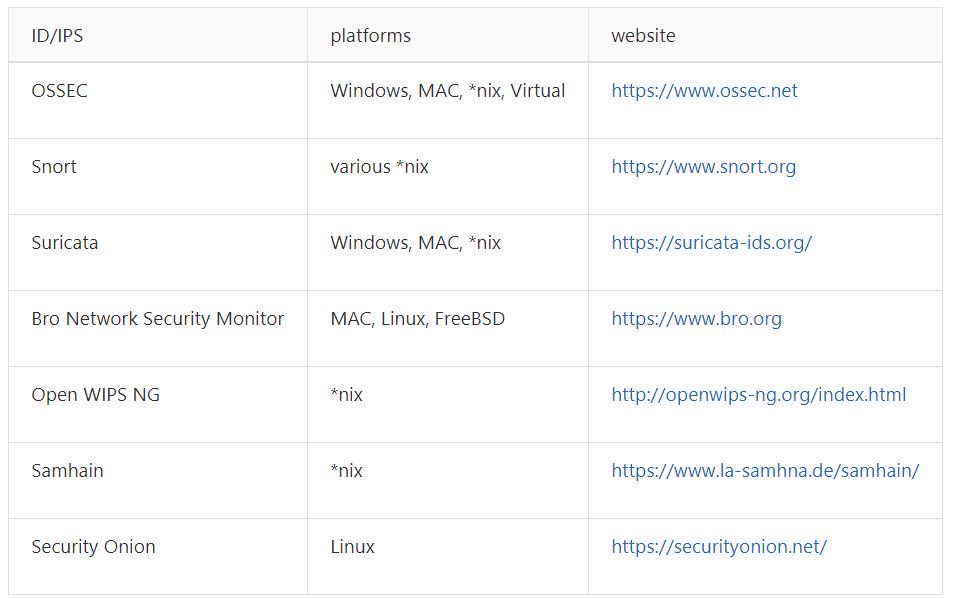 ID/IPS platforms website
OSSEC Windows, MAC, *nix, Virtual https://www.ossec.net
Snort various *nix https://www.snort.org
Suricata Windows, MAC, *nix https://suricata-ids.org/
Bro Network Security Monitor MAC, Linux, FreeBSD https://www.bro.org
Open WIPS NG *nix http://openwips-ng.org/index.html
Samhain *nix https://www.la-samhna.de/samhain/
Security Onion Linux https://securityonion.net/